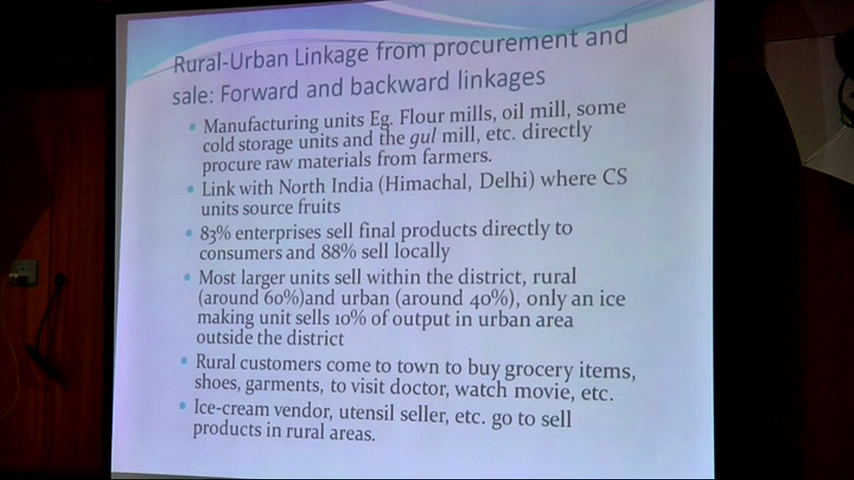 Rural-Urban Linkage from procurement and
sale: Forward and backward linkages
• Manufacturing units Eg. Flour mills, oil mill, some
cold storage units and the gul mill, etc. directly
procure raw materials from farmers.
• Link with North India (Himachal, Delhi) where CS
units source fruits
• 83% enterprises sell final products directly to
consumers and 88% sell locally
• Most larger units sell within the district, rural
(around 60%)and urban (around 40%), only an ice
making unit sells 10% of output in urban area
outside the district
• Rural customers come to town to buy grocery items,
shoes, garments, to visit doctor, watch movie, etc.
• Ice-cream vendor, utensil seller, etc. go to sell
products in rural areas.